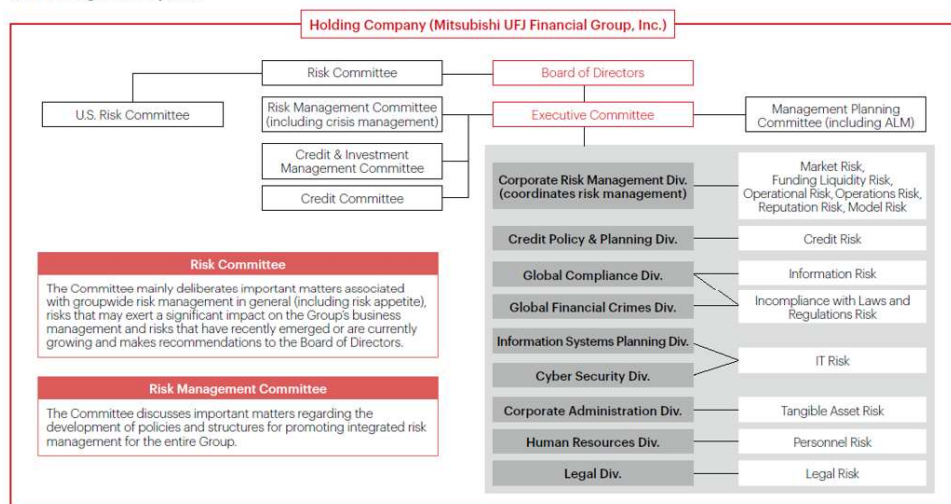 Holding Company (Mitsubishi UFJ Financial Group, Inc.)
Risk Committee
Board of Directors
U.S. Risk Committee
Risk Management Committee
(including crisis management)
Executive Committee
Management Planning
Committee (including ALM)
Credit & Investment
Management Committee
Credit Committee
Corporate Risk Management Div.
(coordinates risk management)
Market Risk,
Funding Liquidity Risk,
Operational Risk, Operations Risk,
Reputation Risk, Model Risk
Credit Policy & Planning Div.
Credit Risk
Global Compliance Div.
Information Risk
Global Financial Crimes Div.
Incompliance with Laws and
Regulations Risk
Information Systems Planning Div.
Cyber Security Div.
IT Risk
Corporate Administration Div.
Tangible Asset Risk
Human Resources Div.
Personnel Risk
Legal Div.
Legal Risk
Risk Committee
The Committee mainly deliberates important matters associated
with groupwide risk management in general (including risk appetite),
risks that may exert a significant impact on the Group's business
management and risks that have recently emerged or are currently
growing and makes recommendations to the Board of Directors.
Risk Management Committee
The Committee discusses important matters regarding the
development of policies and structures for promoting integrated risk
management for the entire Group.